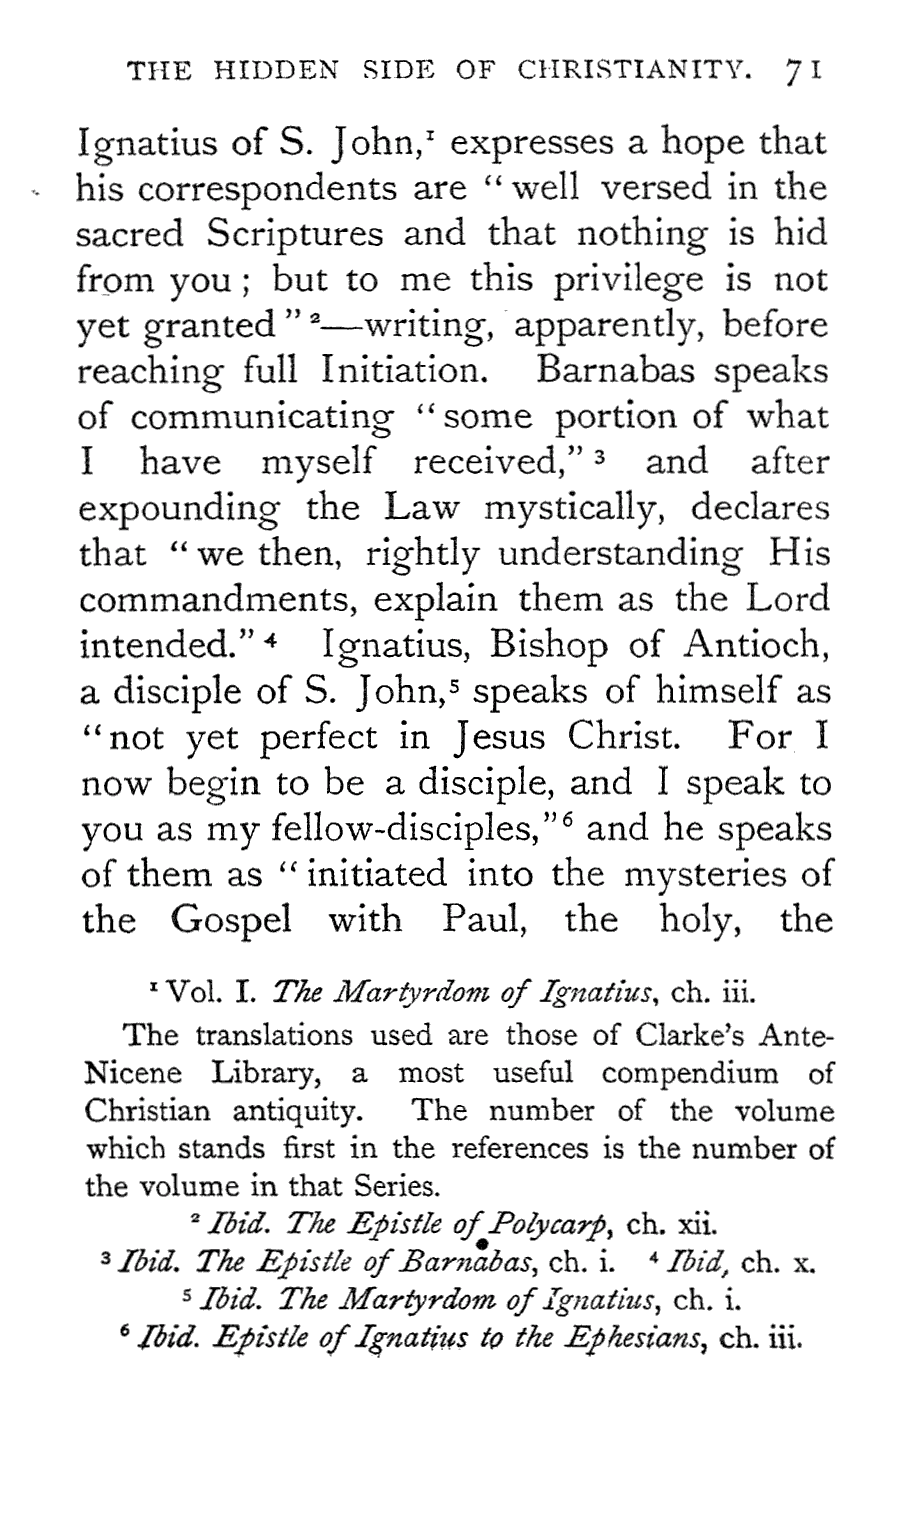 THE HIDDEN SIDE OF CHRISTIANITY. 71
Ignatius of S. John,¹ expresses a hope that
his correspondents are “ well versed in the
sacred Scriptures and that nothing is hid
from you ; but to me this privilege is not
yet granted ” ²—writing, apparently, before
reaching full Initiation. Barnabas speaks
of communicating “ some portion of what
I have myself received,” ³ and after
expounding the Law mystically, declares
that “ we then, rightly understanding His
commandments, explain them as the Lord
intended.” ⁴ Ignatius, Bishop of Antioch,
a disciple of S. John,⁵ speaks of himself as
“ not yet perfect in Jesus Christ. For I
now begin to be a disciple, and I speak to
you as my fellow-disciples,” ⁶ and he speaks
of them as “ initiated into the mysteries of
the Gospel with Paul, the holy, the
¹ Vol. I. The Martyrdom of Ignatius, ch. iii.
The translations used are those of Clarke’s Ante-
Nicene Library, a most useful compendium of
Christian antiquity. The number of the volume
which stands first in the references is the number of
the volume in that Series.
² Ibid. The Epistle of Polycarp, ch. xii.
³ Ibid. The Epistle of Barnabas, ch. i. ⁴ Ibid, ch. x.
⁵ Ibid. The Martyrdom of Ignatius, ch. i.
⁶ Ibid. Epistle of Ignatius to the Ephesians, ch. iii.